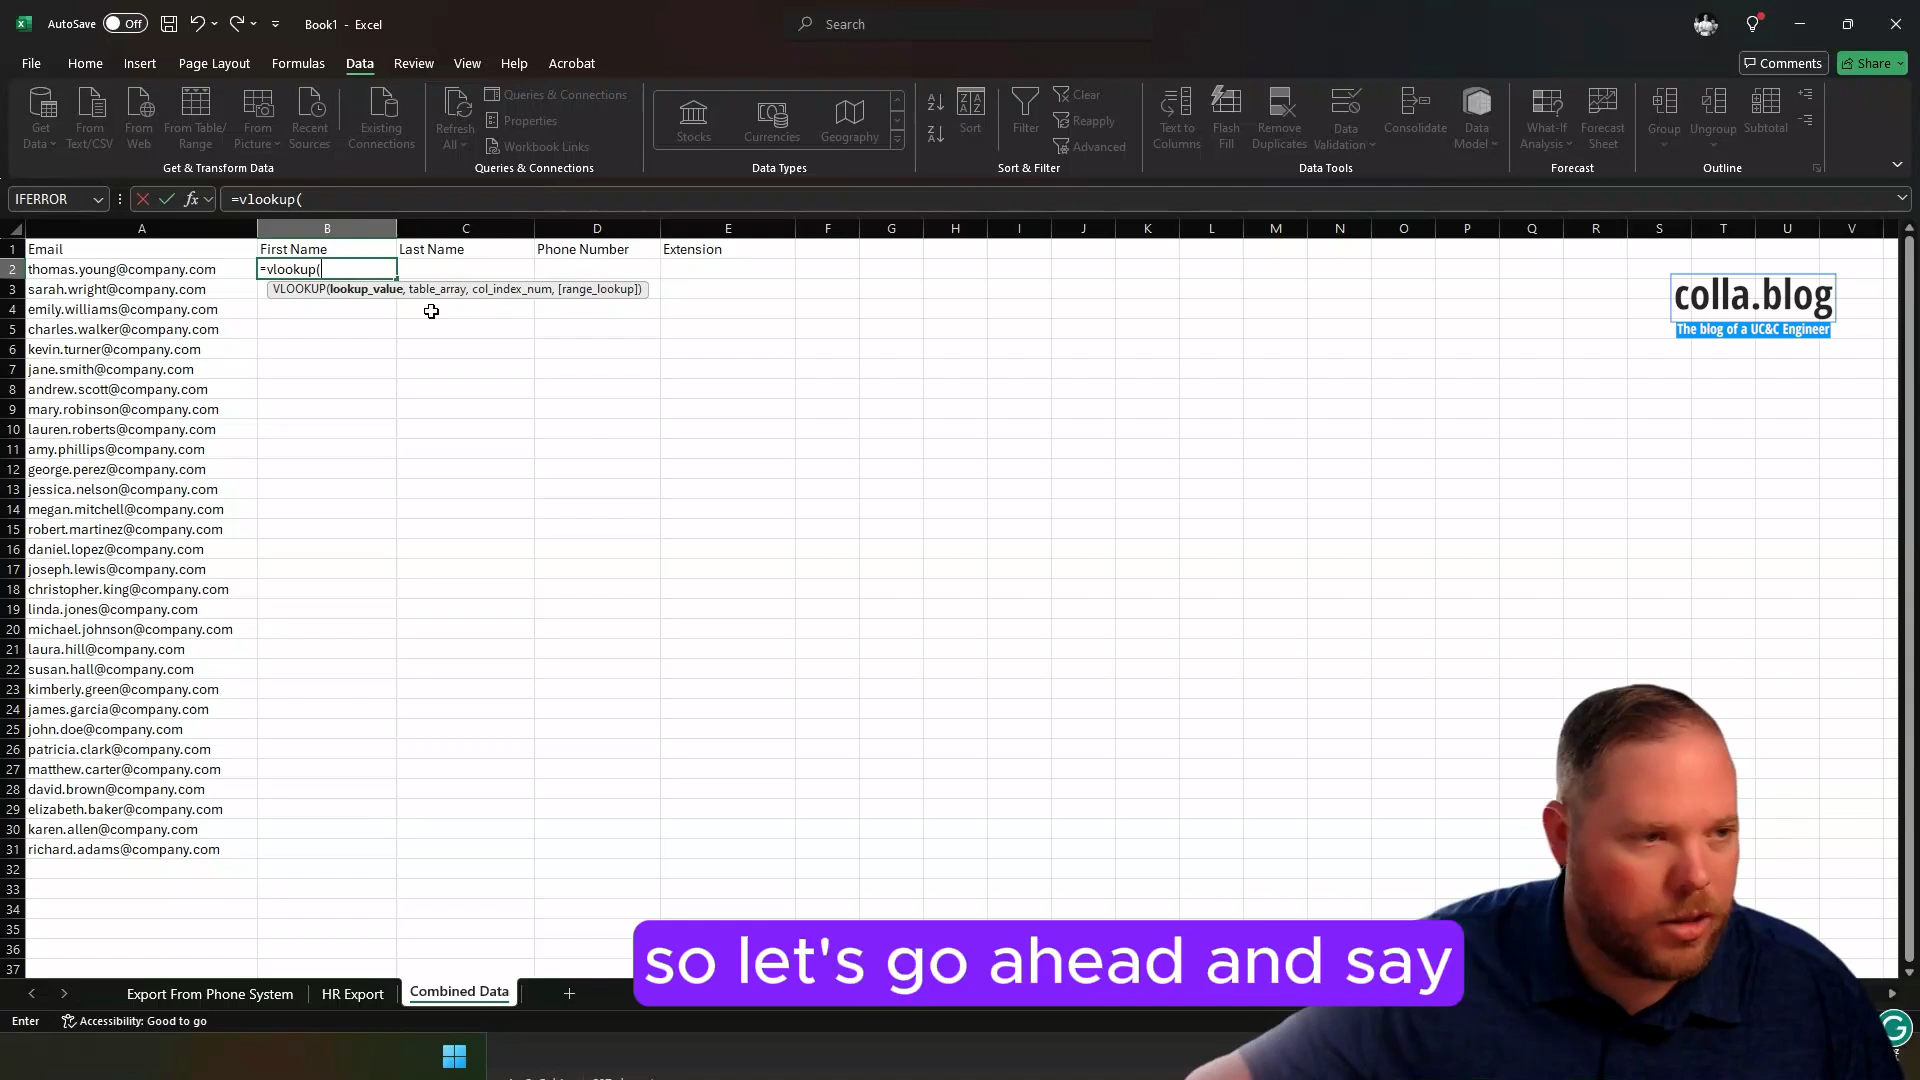 AutoSave Off Book1 - Excel Search
File Home Insert Page Layout Formulas Data Review View Help Acrobat Comments Share
Get Data
From Text/CSV
From Web
From Table/ Range
From Picture
Recent Sources
Existing Connections
Get & Transform Data
Refresh All
Queries & Connections
Properties
Workbook Links
Queries & Connections
Stocks Currencies Geography
Data Types
Sort
Filter
Clear
Reapply
Advanced
Sort & Filter
Text to Columns
Flash Fill
Remove Duplicates
Data Validation
Consolidate
Data Model
Data Tools
What-If Analysis
Forecast Sheet
Forecast
Group
Ungroup
Subtotal
Outline
IFERROR fx =vlookup(
A B C D E F G H I J K L M N O P Q R S T U V
1 Email First Name Last Name Phone Number Extension
2 thomas.young@company.com =vlookup(
3 sarah.wright@company.com VLOOKUP(lookup_value, table_array, col_index_num, [range_lookup])
4 emily.williams@company.com
5 charles.walker@company.com
6 kevin.turner@company.com
7 jane.smith@company.com
8 andrew.scott@company.com
9 mary.robinson@company.com
10 lauren.roberts@company.com
11 amy.phillips@company.com
12 george.perez@company.com
13 jessica.nelson@company.com
14 megan.mitchell@company.com
15 robert.martinez@company.com
16 daniel.lopez@company.com
17 joseph.lewis@company.com
18 christopher.king@company.com
19 linda.jones@company.com
20 michael.johnson@company.com
21 laura.hill@company.com
22 susan.hall@company.com
23 kimberly.green@company.com
24 james.garcia@company.com
25 john.doe@company.com
26 patricia.clark@company.com
27 matthew.carter@company.com
28 david.brown@company.com
29 elizabeth.baker@company.com
30 karen.allen@company.com
31 richard.adams@company.com
32
33
34
35
36
37
colla.blog
The blog of a UC&C Engineer
so let's go ahead and say
Export From Phone System HR Export Combined Data
Enter Accessibility: Good to go